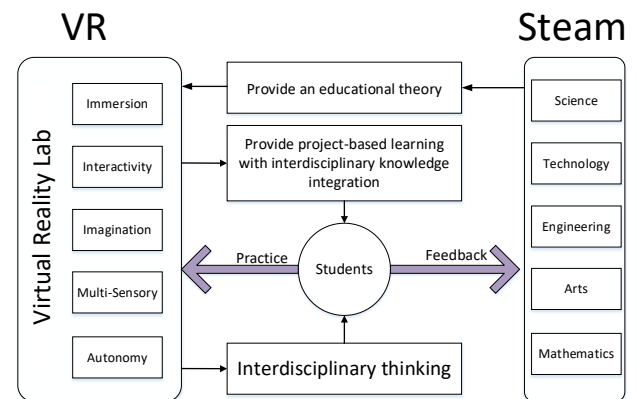 VR
Steam
Virtual Reality Lab
Immersion
Interactivity
Imagination
Multi-Sensory
Autonomy
Provide an educational theory
Provide project-based learning
with interdisciplinary knowledge
integration
Practice
Students
Feedback
Interdisciplinary thinking
Science
Technology
Engineering
Arts
Mathematics